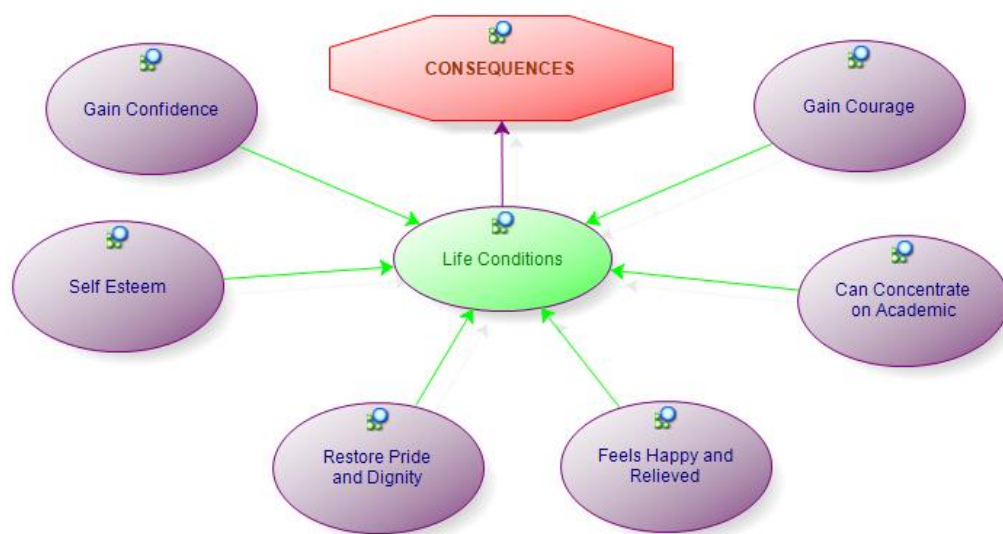 CONSEQUENCES
Gain Confidence
Gain Courage
Self Esteem
Life Conditions
Can Concentrate
on Academic
Restore Pride
and Dignity
Feels Happy and
Relieved